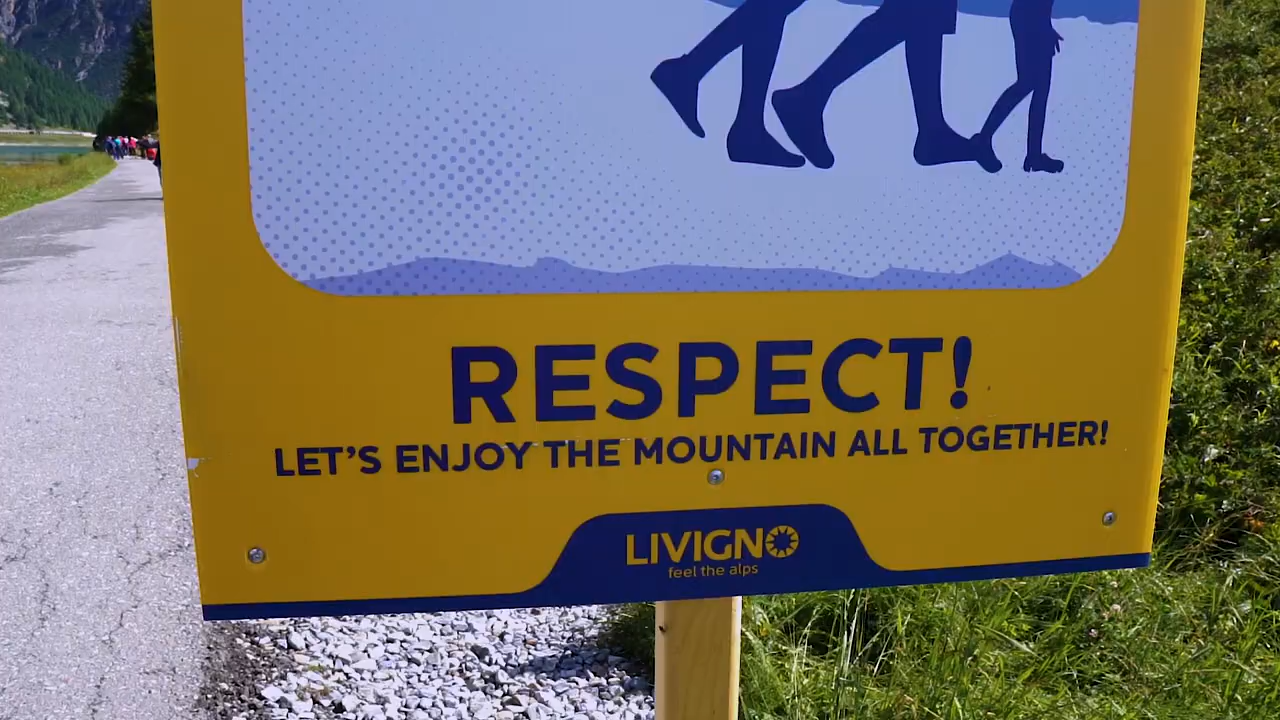 RESPECT!
LET'S ENJOY THE MOUNTAIN ALL TOGETHER!
LIVIGNO
feel the alps